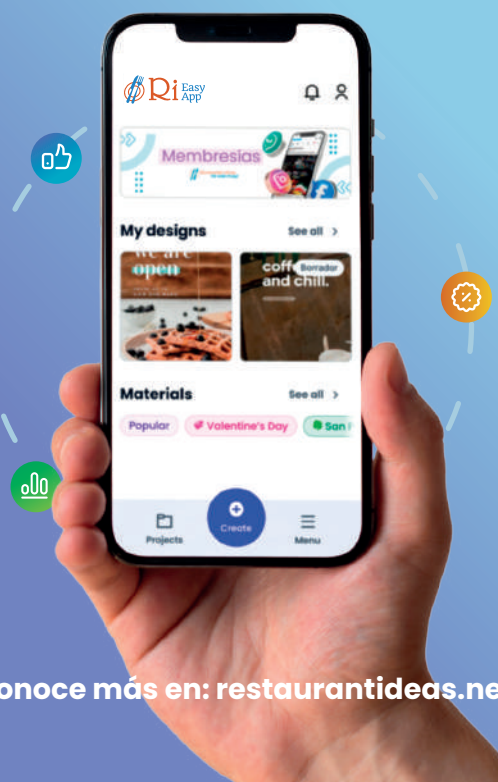 Ri Easy
App
Membresías
My designs
See all >
we are
open
coffee
Borrador
and chill.
Materials
See all >
Popular
Valentine's Day
San
Create
Projects
Menu
onoce más en: restaurantideas.ne